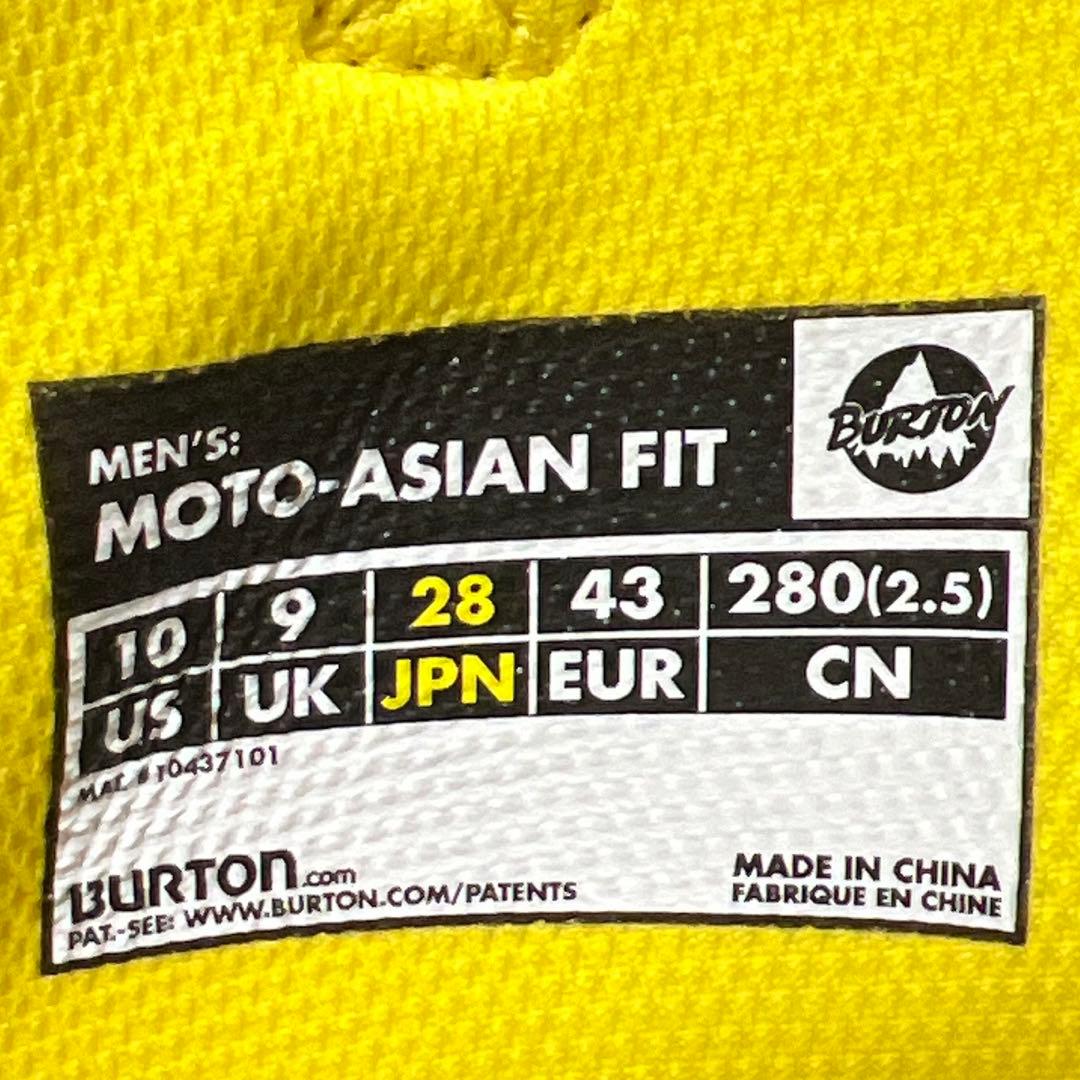 BURTON
MEN'S:
MOTO-ASIAN FIT
10 9 28 43 280(2.5)
US UK JPN EUR CN
MAT. # 10437101
BURTON.com
PAT.-SEE: WWW.BURTON.COM/PATENTS
MADE IN CHINA
FABRIQUE EN CHINE